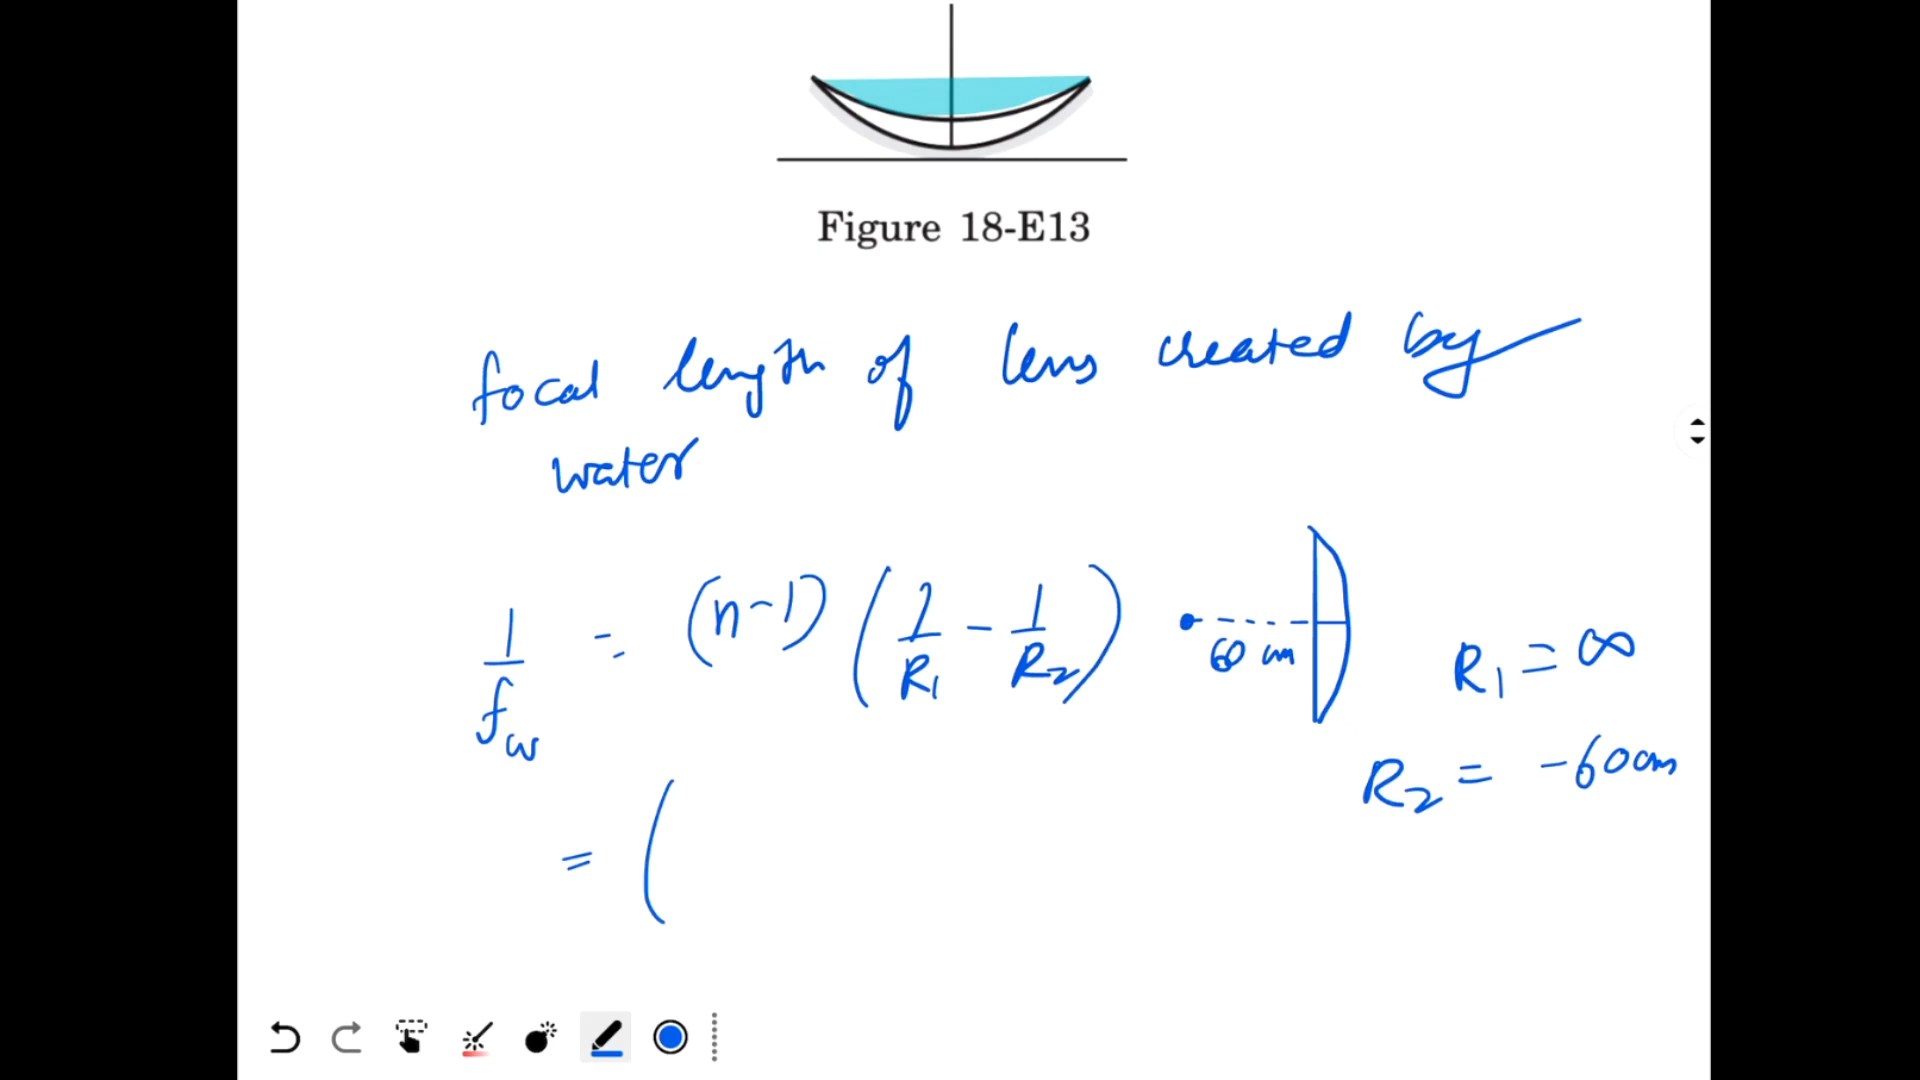 Figure 18-E13
focal length of lens created by
water
1/f_w = (n-1) (1/R_1 - 1/R_2)
60 cm
R_1 = ∞
R_2 = -60cm
= (